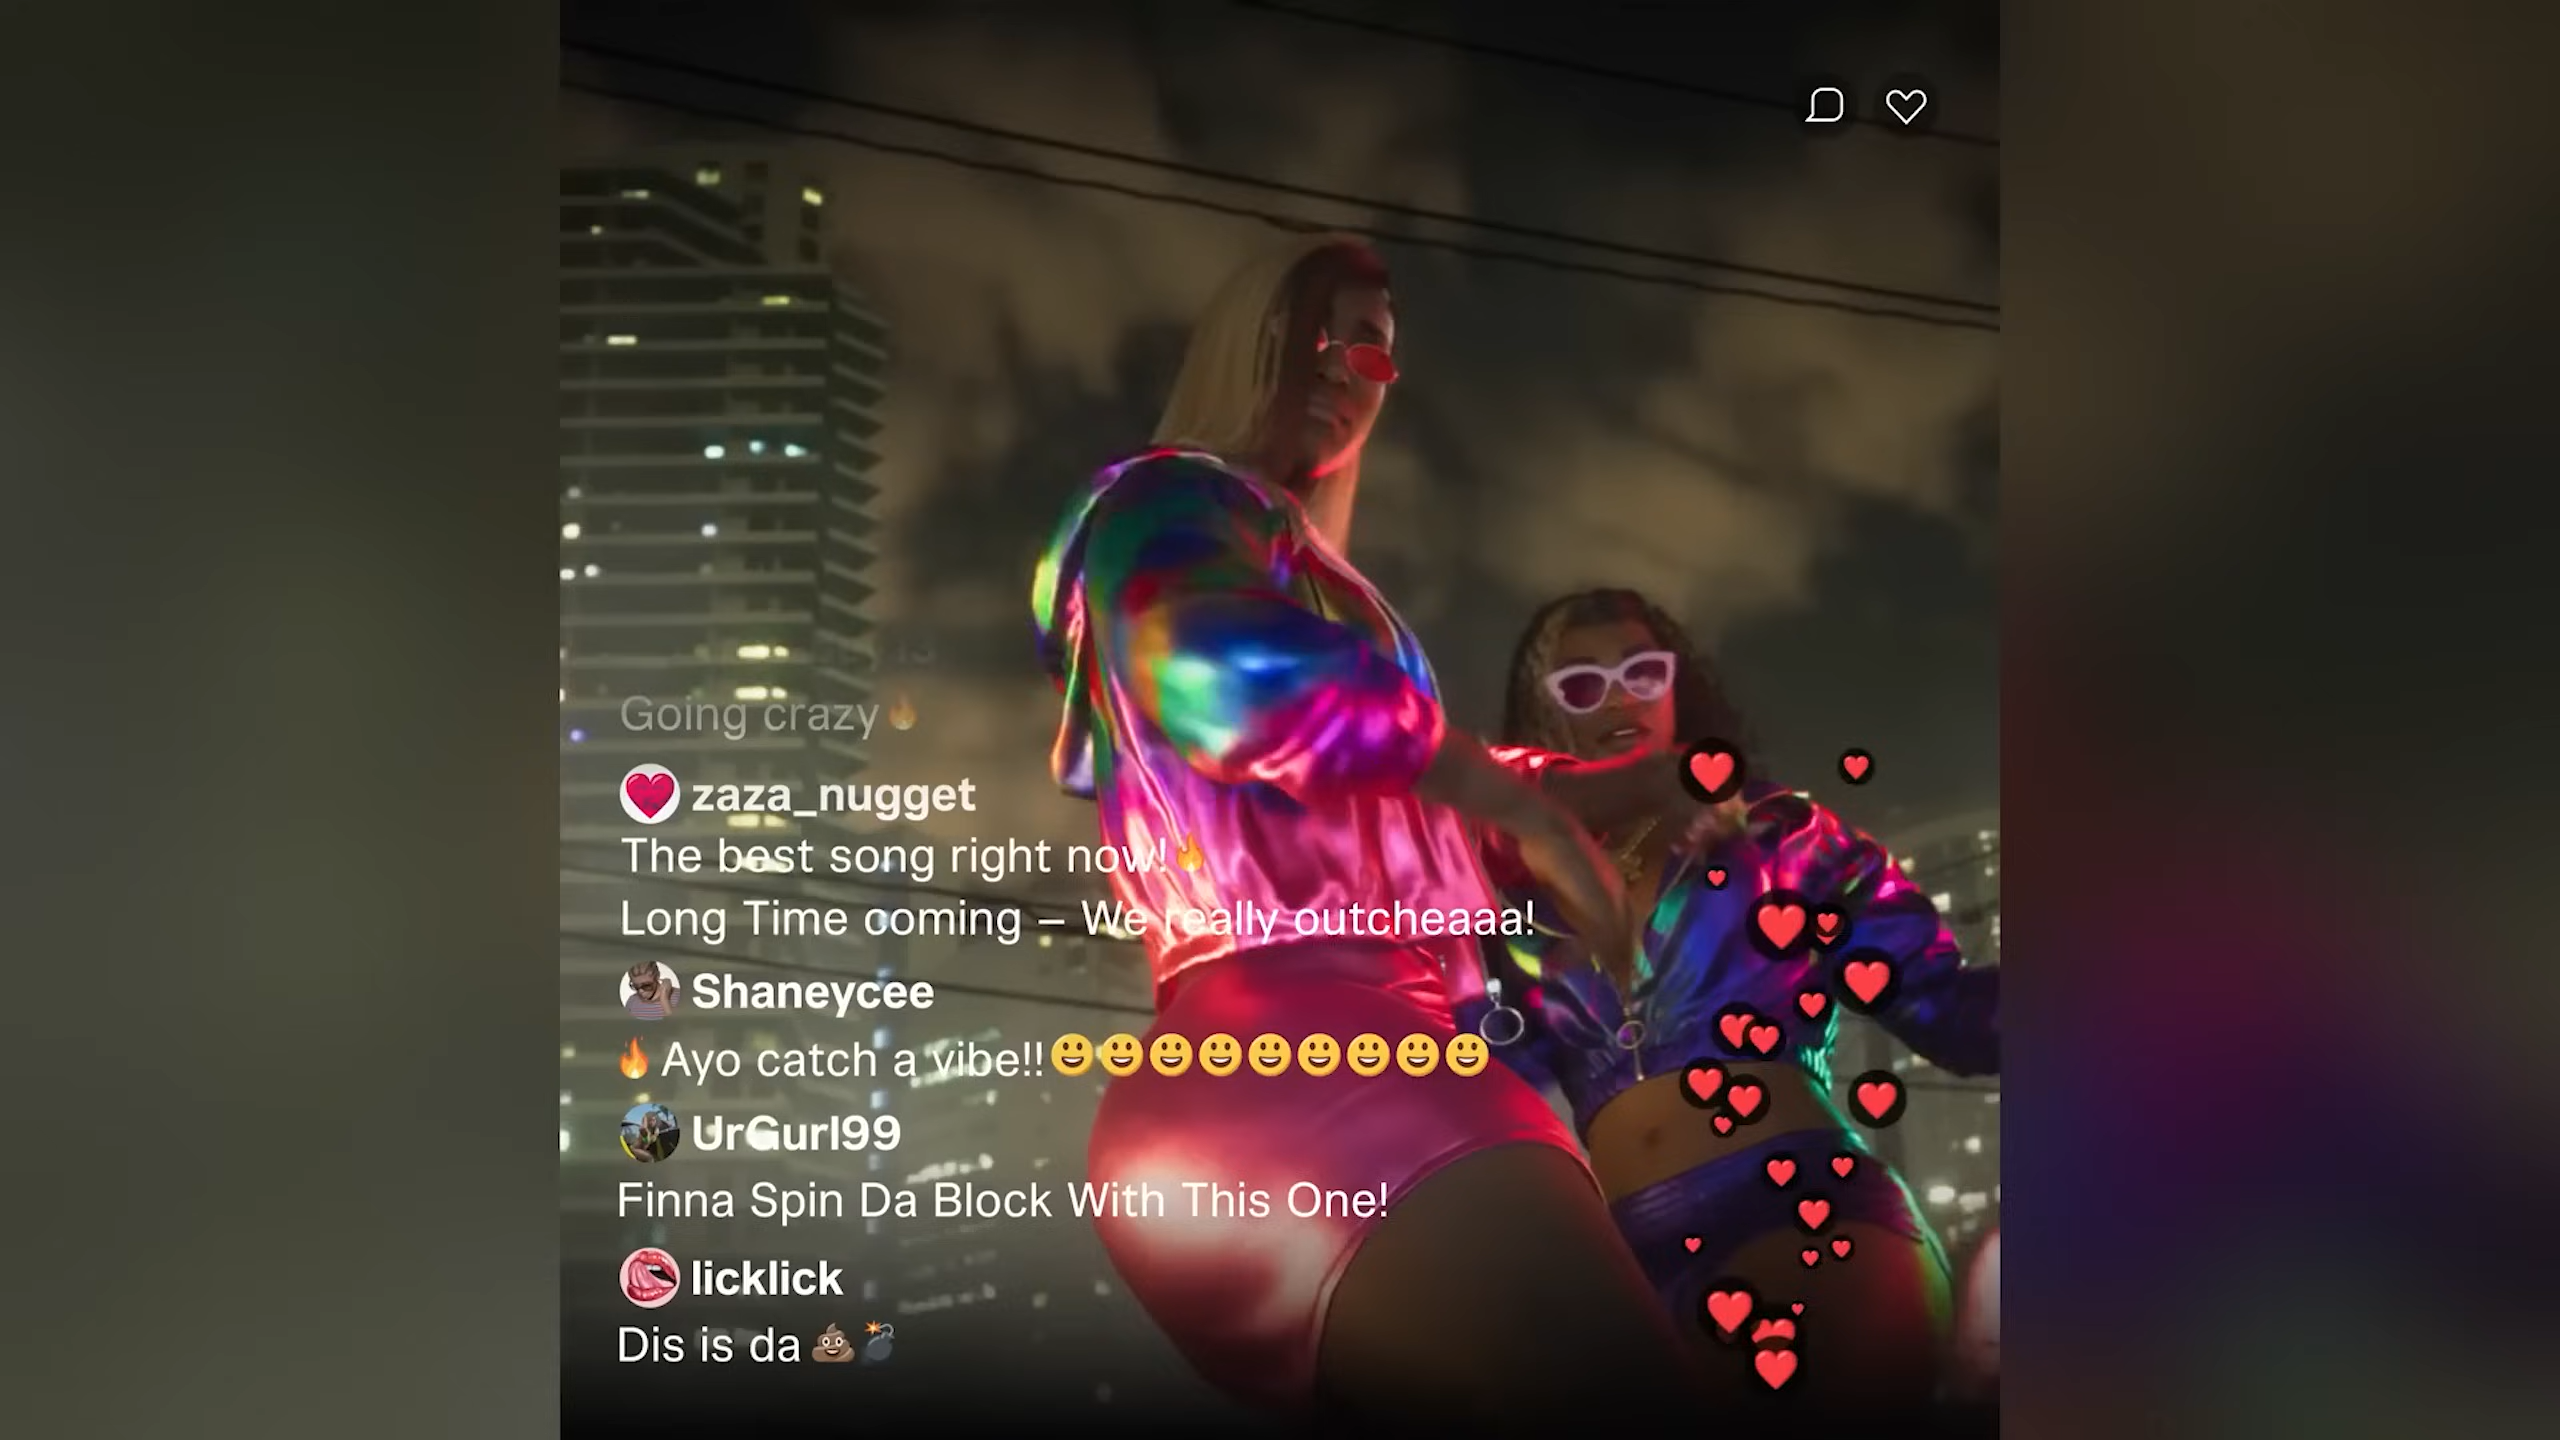 Going crazy🔥
zaza_nugget
The best song right now!🔥
Long Time coming – We really outcheaaa!
Shaneycee
🔥Ayo catch a vibe!!😃😃😃😃😃😃😃😃😃
UrGurl99
Finna Spin Da Block With This One!
licklick
Dis is da 💩💣